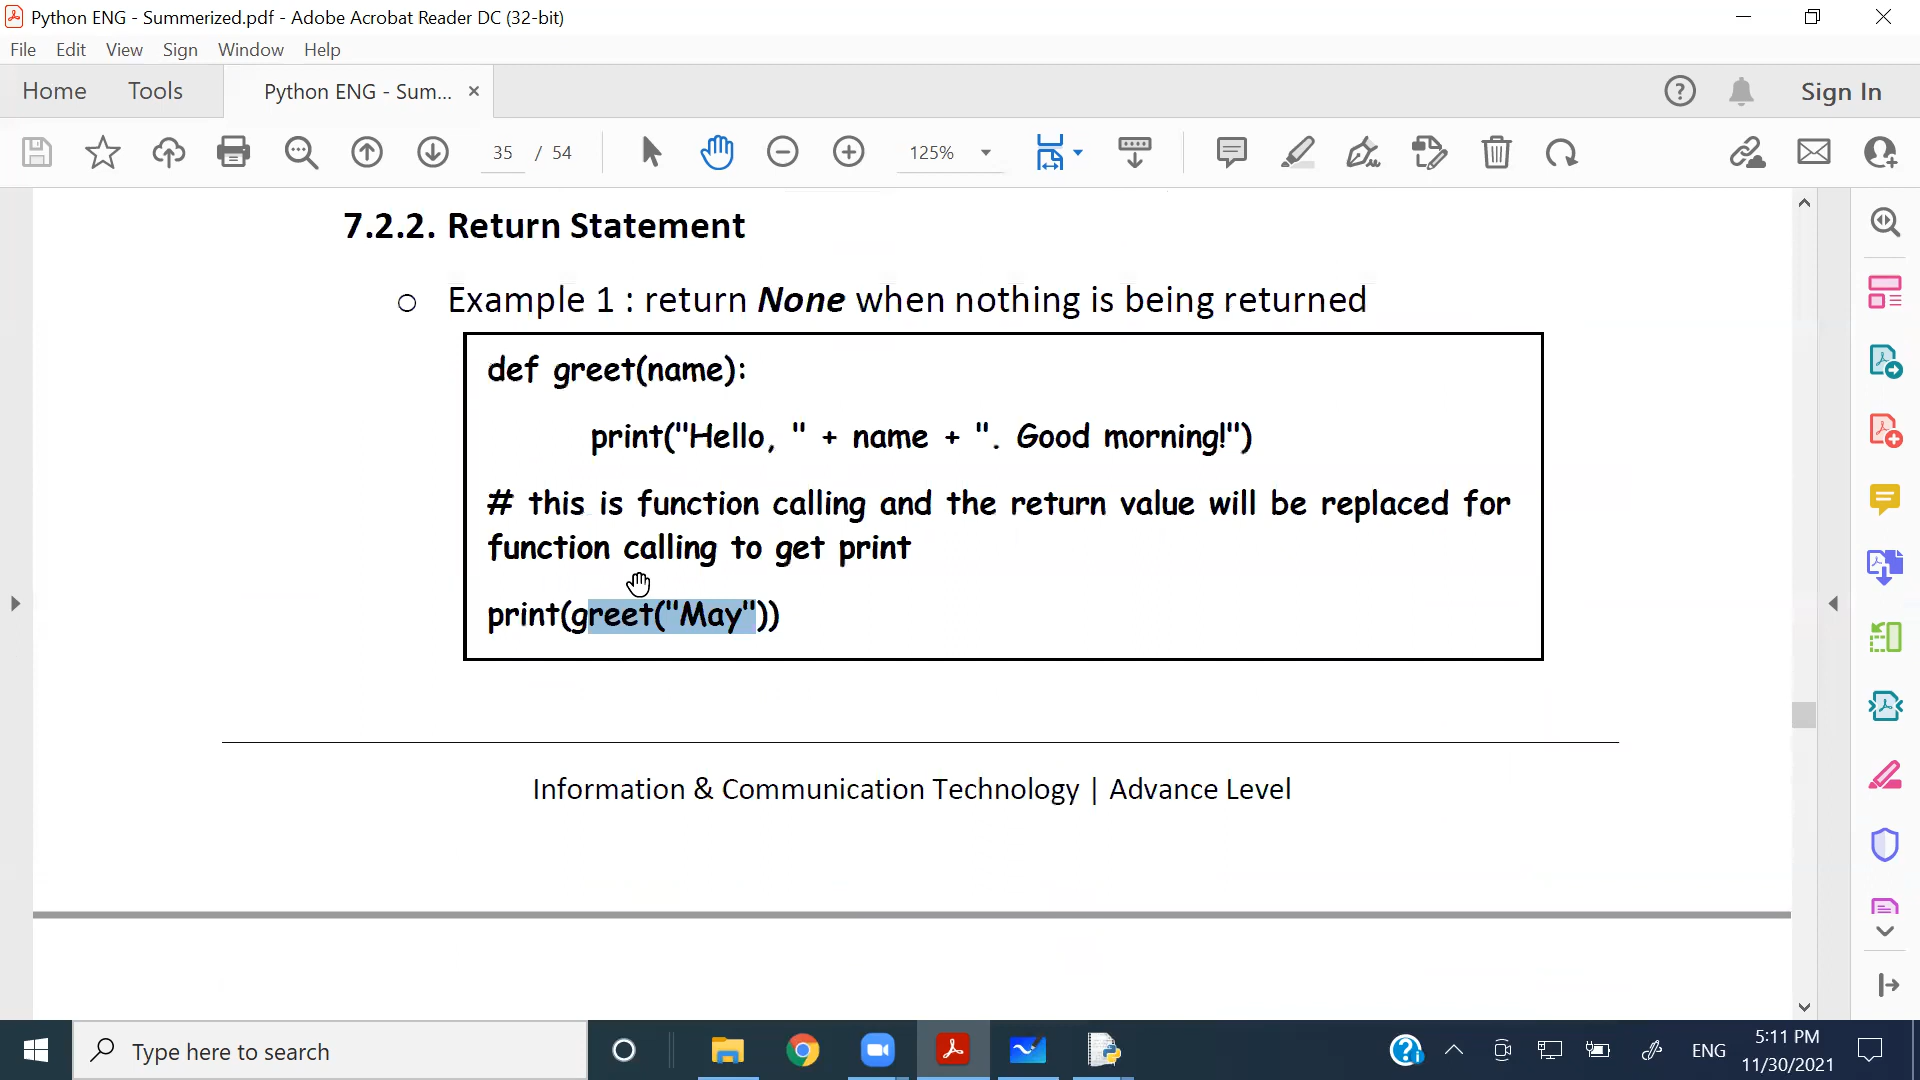 Python ENG - Summerized.pdf - Adobe Acrobat Reader DC (32-bit)
File Edit View Sign Window Help
Home Tools Python ENG - Sum... × Sign In
35 / 54 125%
7.2.2. Return Statement
○ Example 1 : return None when nothing is being returned
def greet(name):
print("Hello, " + name + ". Good morning!")
# this is function calling and the return value will be replaced for
function calling to get print
print(greet("May"))
Information & Communication Technology | Advance Level
Type here to search
ENG
5:11 PM
11/30/2021